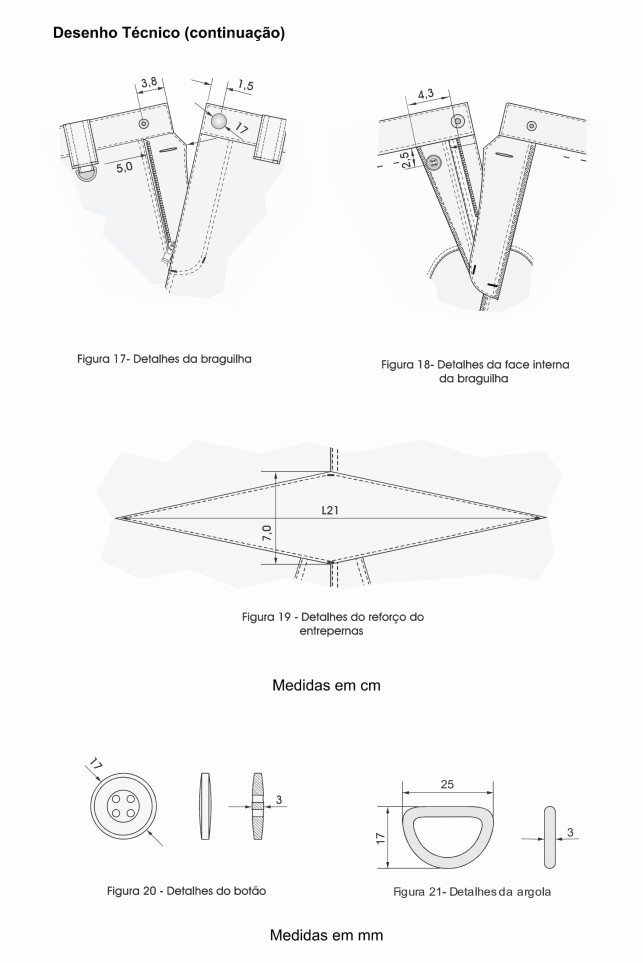 Desenho Técnico (continuação)
3,8
1,5
17
5,0
4,3
2,5
Figura 17- Detalhes da braguilha
Figura 18- Detalhes da face interna
da braguilha
L21
7,0
Figura 19 - Detalhes do reforço do
entrepernas
Medidas em cm
17
3
25
17
3
Figura 20 - Detalhes do botão
Figura 21- Detalhes da argola
Medidas em mm